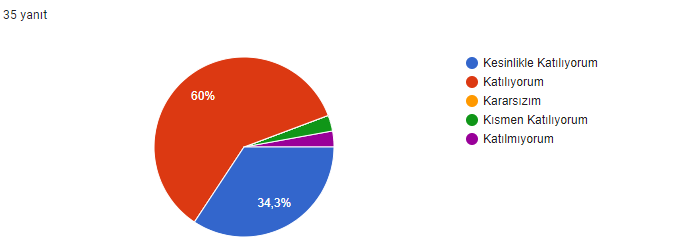 35 yanıt
Kesinlikle Katılıyorum
Katılıyorum
Kararsızım
Kısmen Katılıyorum
Katılmıyorum
60%
34,3%